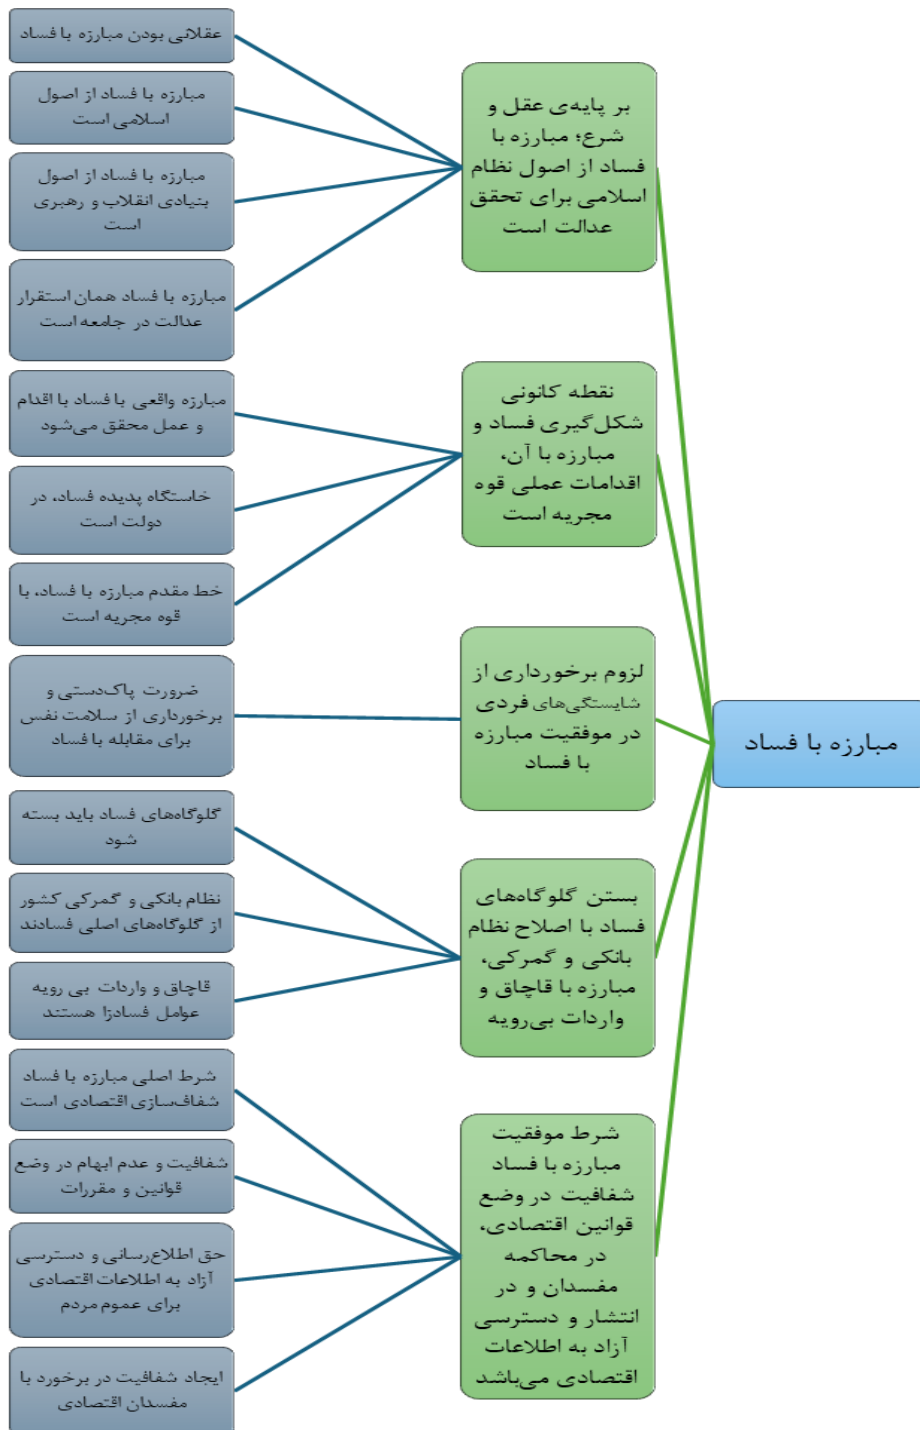 مبارزه با فساد
بر پایه‌ی عقل و
شرع؛ مبارزه با
فساد از اصول نظام
اسلامی برای تحقق
عدالت است
عقلانی بودن مبارزه با فساد
مبارزه با فساد از اصول
اسلامی است
مبارزه با فساد از اصول
بنیادی انقلاب و رهبری
است
مبارزه با فساد همان استقرار
عدالت در جامعه است
نقطه کانونی
شکل‌گیری فساد و
مبارزه با آن،
اقدامات عملی قوه
مجریه است
مبارزه واقعی با فساد با اقدام
و عمل محقق می‌شود
خاستگاه پدیده فساد، در
دولت است
خط مقدم مبارزه با فساد، با
قوه مجریه است
لزوم برخورداری از
شایستگی‌های فردی
در موفقیت مبارزه
با فساد
ضرورت پاک‌دستی و
برخورداری از سلامت نفس
برای مقابله با فساد
بستن گلوگاه‌های
فساد با اصلاح نظام
بانکی و گمرکی،
مبارزه با قاچاق و
واردات بی‌رویه
گلوگاه‌های فساد باید بسته
شود
نظام بانکی و گمرکی کشور
از گلوگاه‌های اصلی فسادند
قاچاق و واردات بی رویه
عوامل فسادزا هستند
شرط موفقیت
مبارزه با فساد
شفافیت در وضع
قوانین اقتصادی،
در محاکمه
مفسدان و در
انتشار و دسترسی
آزاد به اطلاعات
اقتصادی می‌باشد
شرط اصلی مبارزه با فساد
شفاف‌سازی اقتصادی است
شفافیت و عدم ابهام در وضع
قوانین و مقررات
حق اطلاع‌رسانی و دسترسی
آزاد به اطلاعات اقتصادی
برای عموم مردم
ایجاد شفافیت در برخورد با
مفسدان اقتصادی